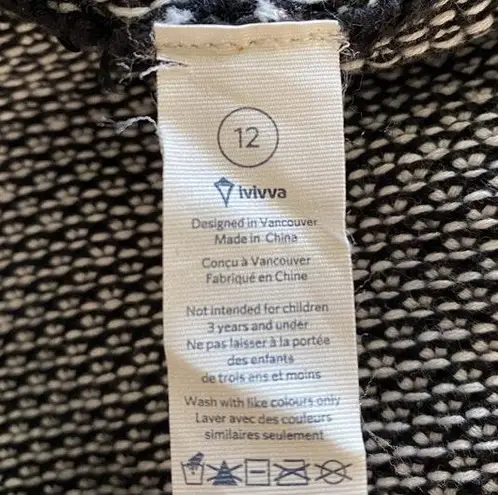 12
ivivva
Designed in Vancouver
Made in China
Conçu à Vancouver
Fabriqué en Chine
Not intended for children
3 years and under
Ne pas laisser à la portée
des enfants
de trois ans et moins
Wash with like colours only
Laver avec des couleurs
similaires seulement